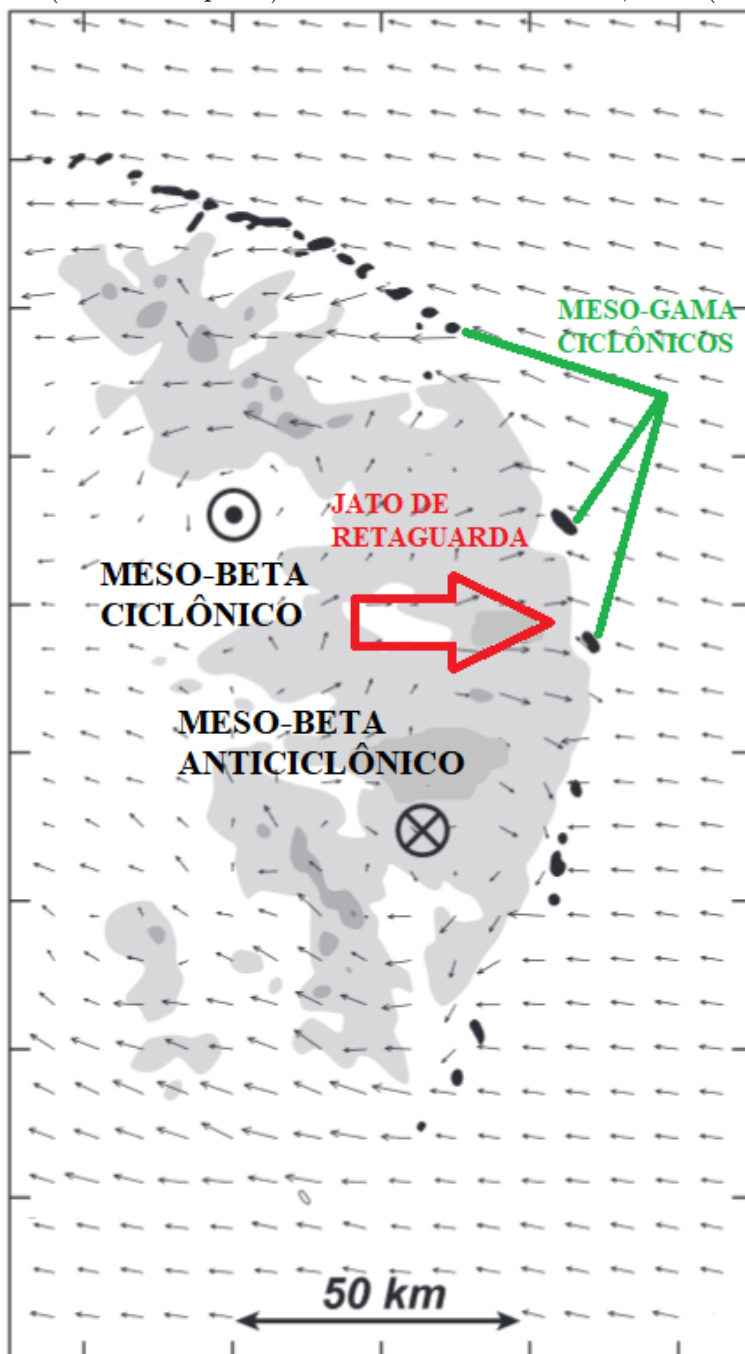 MESO-GAMA
CICLÔNICOS
JATO DE
RETAGUARDA
MESO-BETA
CICLÔNICO
MESO-BETA
ANTICICLÔNICO
50 km